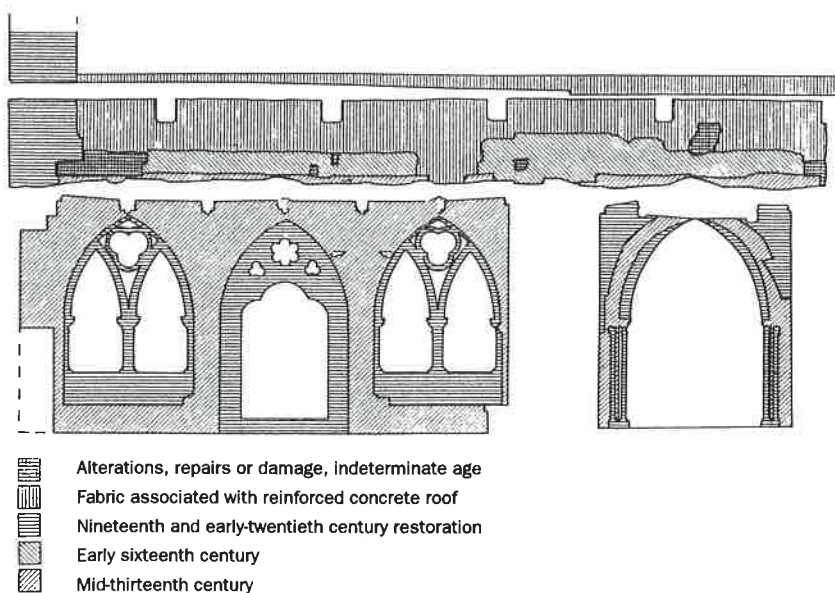 Alterations, repairs or damage, indeterminate age
Fabric associated with reinforced concrete roof
Nineteenth and early-twentieth century restoration
Early sixteenth century
Mid-thirteenth century